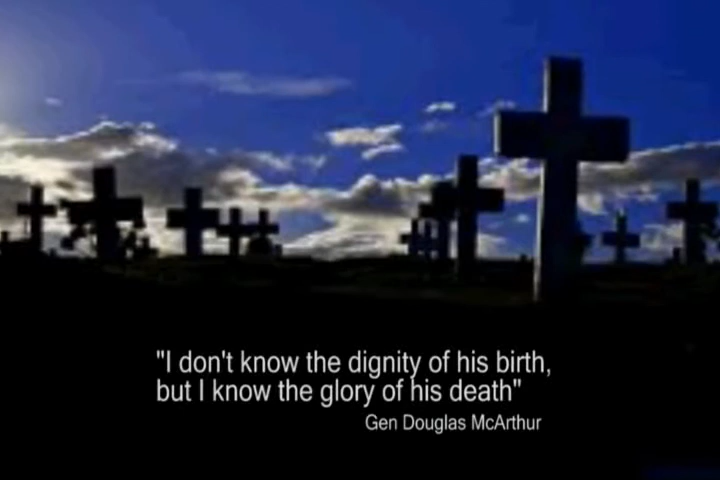 "I don't know the dignity of his birth,
but I know the glory of his death"
Gen Douglas McArthur